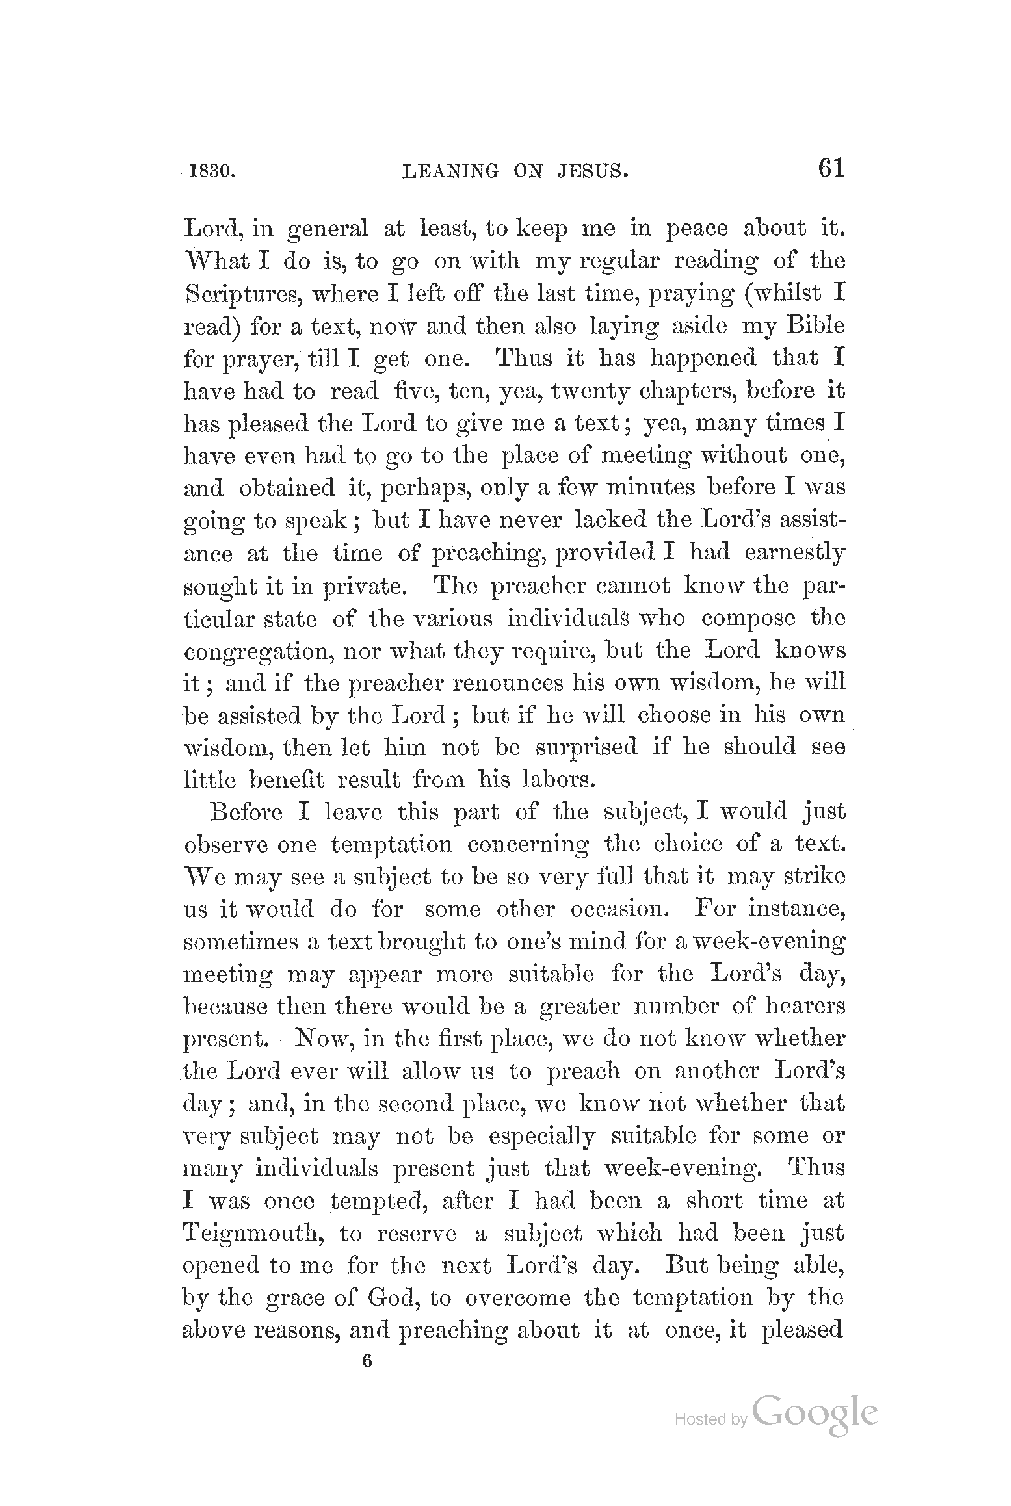 1830. LEANING ON JESUS. 61
Lord, in general at least, to keep me in peace about it.
What I do is, to go on with my regular reading of the
Scriptures, where I left off the last time, praying (whilst I
read) for a text, now and then also laying aside my Bible
for prayer, till I get one. Thus it has happened that I
have had to read five, ten, yea, twenty chapters, before it
has pleased the Lord to give me a text; yea, many times I
have even had to go to the place of meeting without one,
and obtained it, perhaps, only a few minutes before I was
going to speak; but I have never lacked the Lord's assist-
ance at the time of preaching, provided I had earnestly
sought it in private. The preacher cannot know the par-
ticular state of the various individuals who compose the
congregation, nor what they require, but the Lord knows
it; and if the preacher renounces his own wisdom, he will
be assisted by the Lord; but if he will choose in his own
wisdom, then let him not be surprised if he should see
little benefit result from his labors.
Before I leave this part of the subject, I would just
observe one temptation concerning the choice of a text.
We may see a subject to be so very full that it may strike
us it would do for some other occasion. For instance,
sometimes a text brought to one's mind for a week-evening
meeting may appear more suitable for the Lord's day,
because then there would be a greater number of hearers
present. Now, in the first place, we do not know whether
the Lord ever will allow us to preach on another Lord's
day; and, in the second place, we know not whether that
very subject may not be especially suitable for some or
many individuals present just that week-evening. Thus
I was once tempted, after I had been a short time at
Teignmouth, to reserve a subject which had been just
opened to me for the next Lord's day. But being able,
by the grace of God, to overcome the temptation by the
above reasons, and preaching about it at once, it pleased
6
Hosted by Google